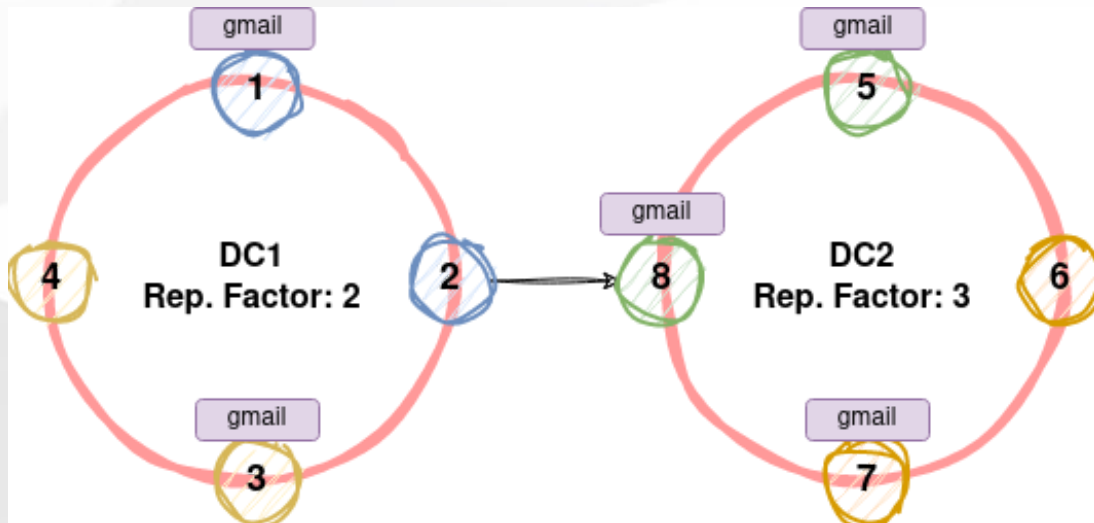 gmail
1
4
DC1
Rep. Factor: 2
2
gmail
3
gmail
5
gmail
8
DC2
Rep. Factor: 3
6
gmail
7